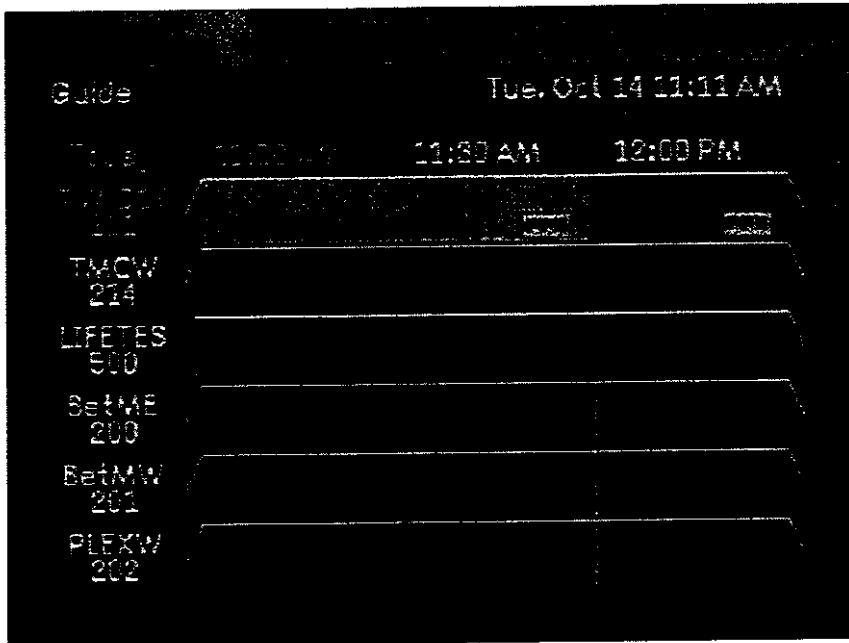 Guide
Tue. Oct 14 11:11 AM
11:30 AM
12:00 PM
TMCW
214
LIFETES
500
BetME
200
BetMW
201
PLEXW
202